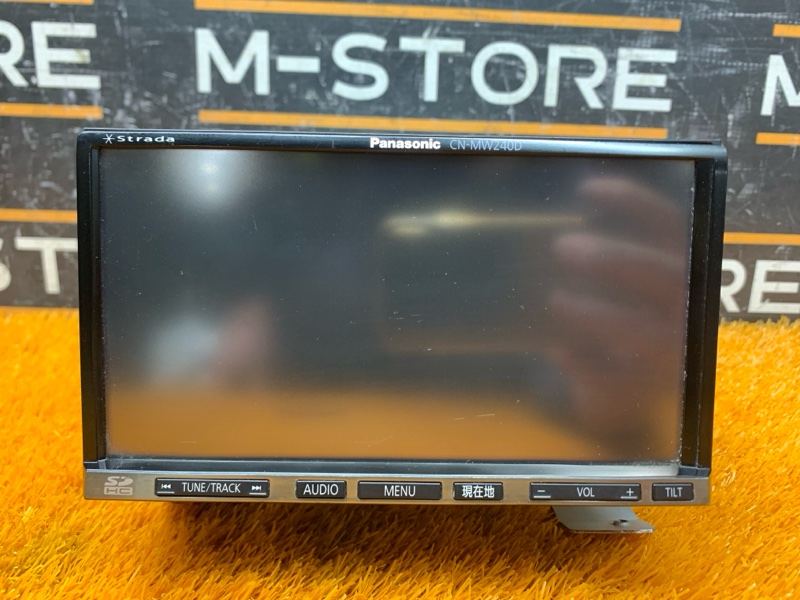 RE
M-STORE
M
ST
RE
Strada
Panasonic CN-MW240D
SD HC
TUNE/TRACK AUDIO MENU 現在地 − VOL + TILT